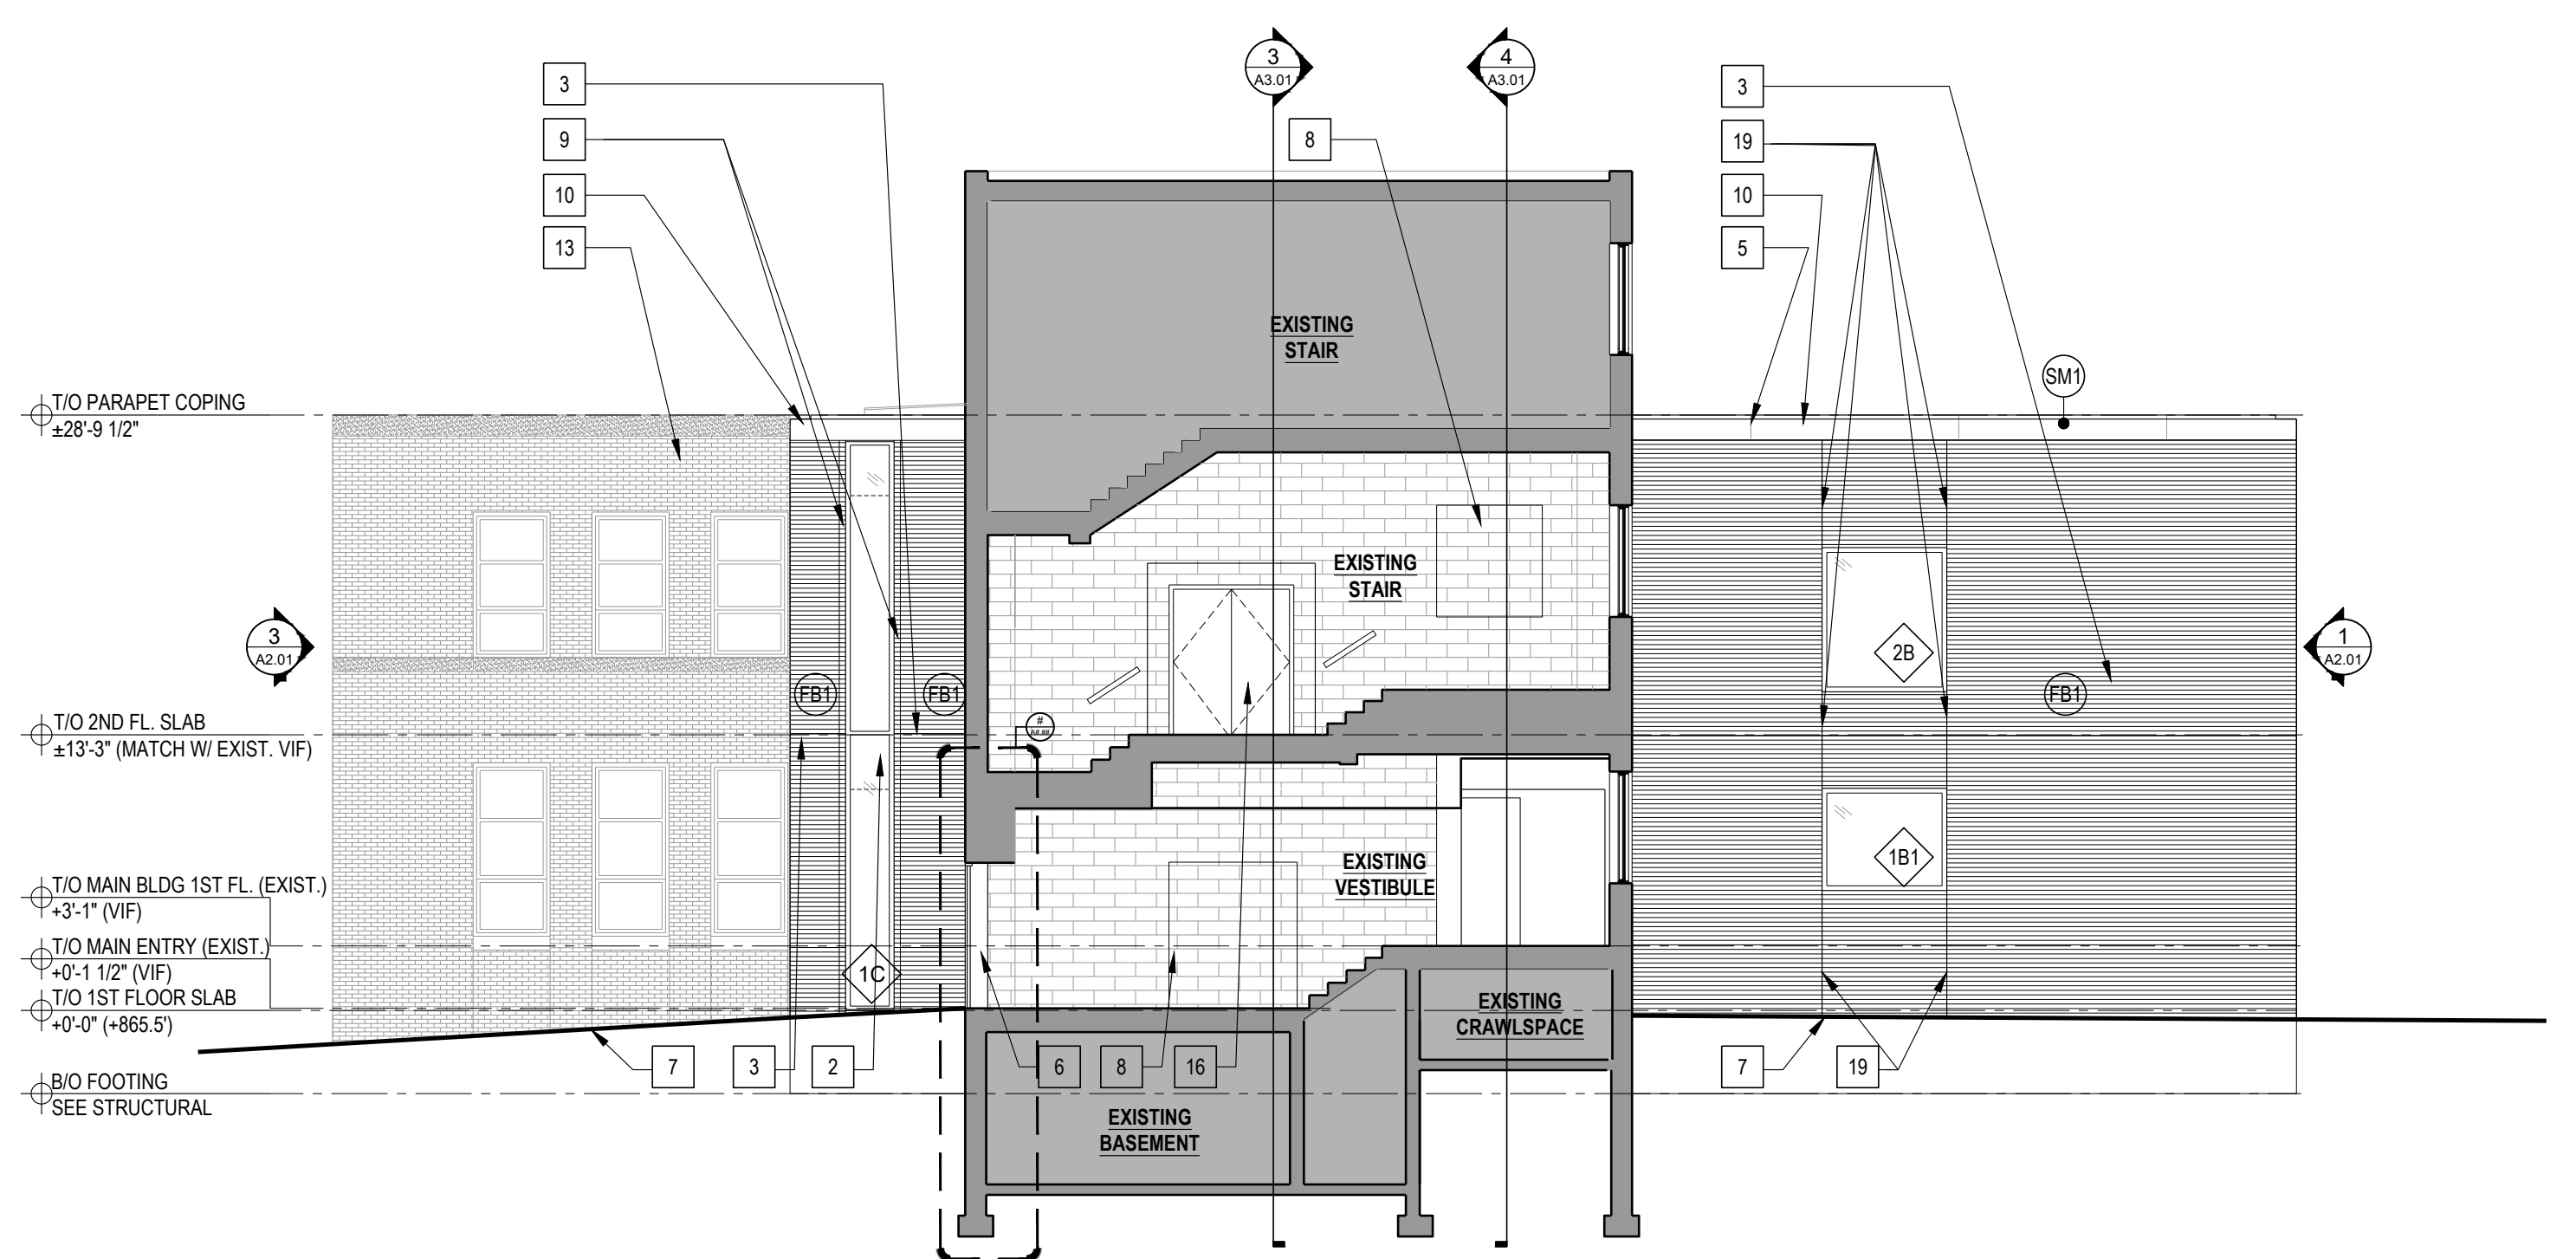 3
A3.01
4
A3.01
3
9
10
13
8
3
19
10
5
EXISTING
STAIR
SM1
T/O PARAPET COPING
±28'-9 1/2"
EXISTING
STAIR
3
A2.01
1
A2.01
2B
FB1
FB1
FB1
#
A#.##
T/O 2ND FL. SLAB
±13'-3" (MATCH W/ EXIST. VIF)
EXISTING
VESTIBULE
1B1
T/O MAIN BLDG 1ST FL. (EXIST.)
+3'-1" (VIF)
T/O MAIN ENTRY (EXIST.)
+0'-1 1/2" (VIF)
1C
T/O 1ST FLOOR SLAB
+0'-0" (+865.5')
EXISTING
CRAWLSPACE
7
3
2
6
8
16
7
19
B/O FOOTING
SEE STRUCTURAL
EXISTING
BASEMENT